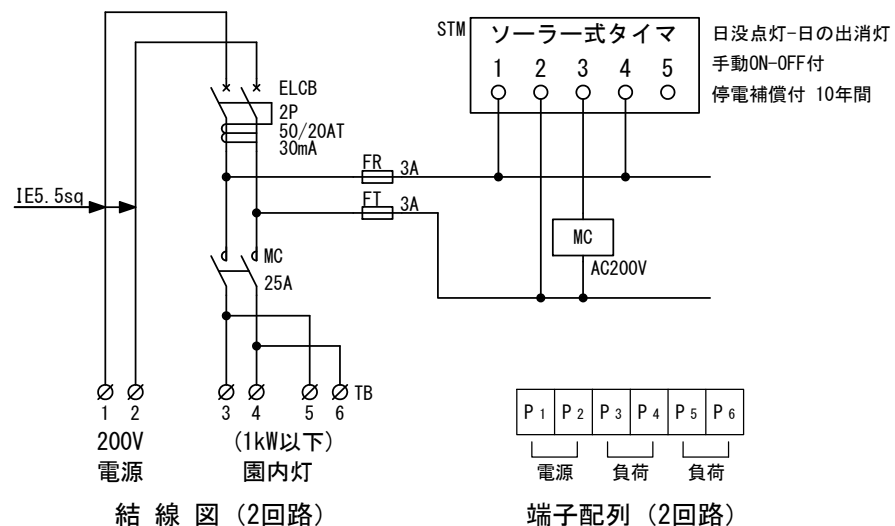 STM
ソーラー式タイマ
1 2 3 4 5
日没点灯-日の出消灯
手動ON-OFF付
停電補償付 10年間
ELCB
2P
50/20AT
30mA
FR 3A
FT 3A
IE5.5sq
MC
25A
MC
AC200V
1 2 3 4 5 6 TB
200V
電源
(1kW以下)
園内灯
P1 P2 P3 P4 P5 P6
電源 負荷 負荷
結線図 (2回路)
端子配列 (2回路)